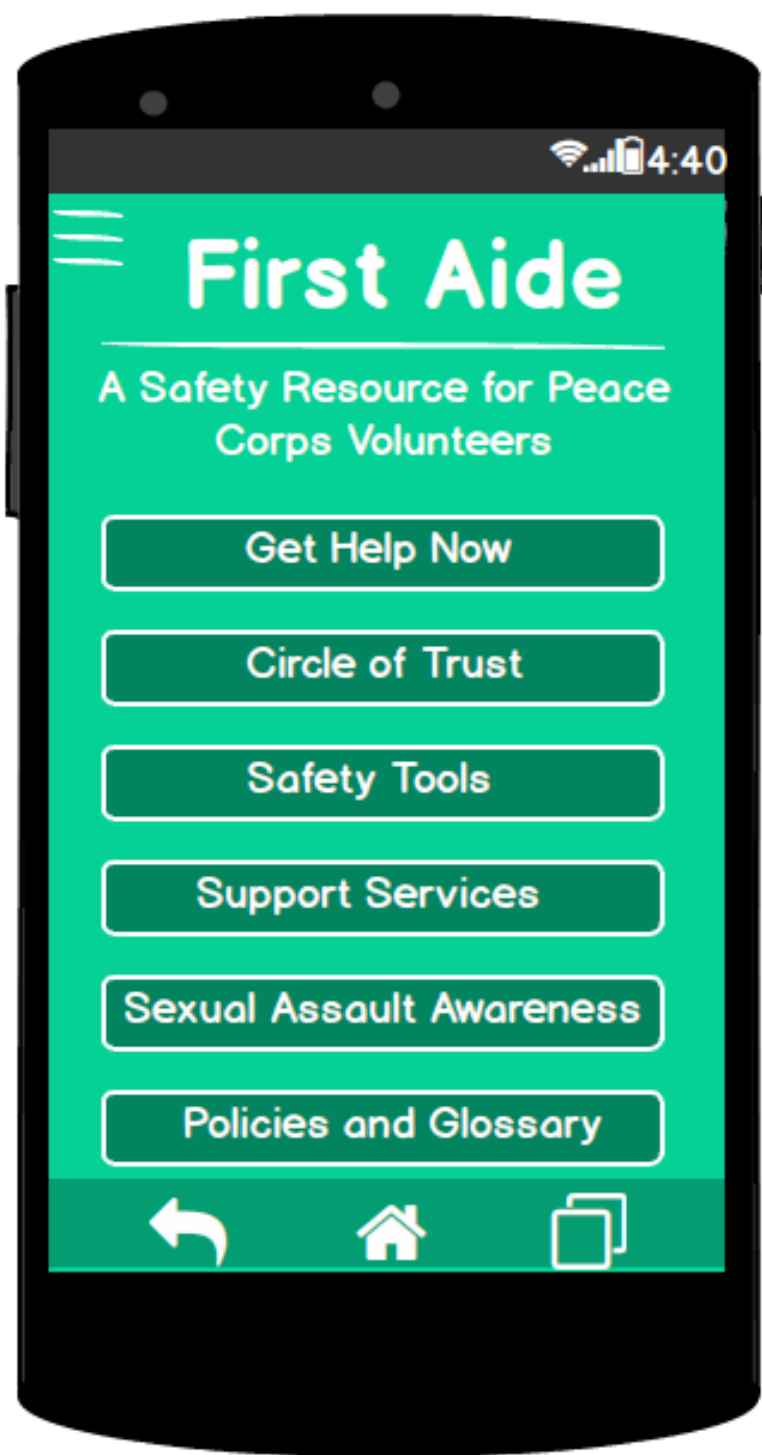 4:40
First Aide
A Safety Resource for Peace
Corps Volunteers
Get Help Now
Circle of Trust
Safety Tools
Support Services
Sexual Assault Awareness
Policies and Glossary